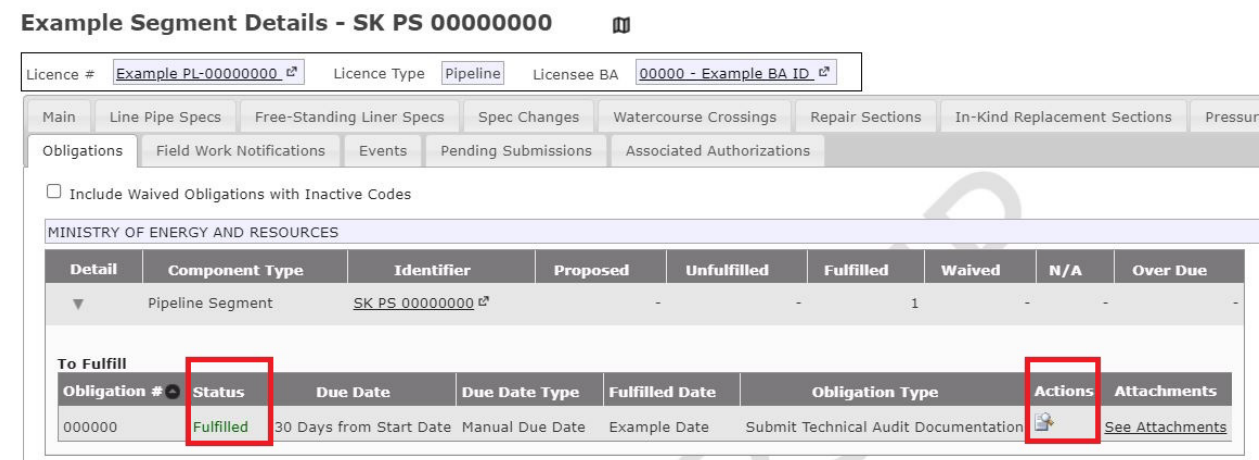 Example Segment Details - SK PS 00000000
Licence # Example PL-00000000 Licence Type Pipeline Licensee BA 00000 - Example BA ID
Main Line Pipe Specs Free-Standing Liner Specs Spec Changes Watercourse Crossings Repair Sections In-Kind Replacement Sections Pressur
Obligations Field Work Notifications Events Pending Submissions Associated Authorizations
Include Waived Obligations with Inactive Codes
MINISTRY OF ENERGY AND RESOURCES
Detail Component Type Identifier Proposed Unfulfilled Fulfilled Waived N/A Over Due
Pipeline Segment SK PS 00000000 - - 1 - - -
To Fulfill
Obligation # Status Due Date Due Date Type Fulfilled Date Obligation Type Actions Attachments
000000 Fulfilled 30 Days from Start Date Manual Due Date Example Date Submit Technical Audit Documentation See Attachments